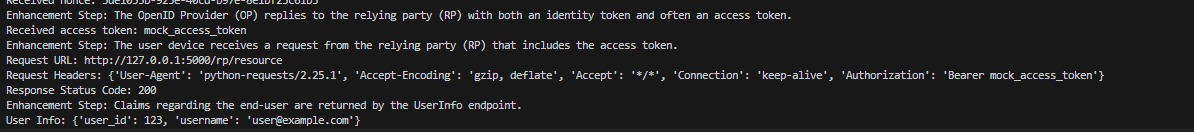 Enhancement Step: The OpenID Provider (OP) replies to the relying party (RP) with both an identity token and often an access token.
Received access token: mock_access_token
Enhancement Step: The user device receives a request from the relying party (RP) that includes the access token.
Request URL: http://127.0.0.1:5000/rp/resource
Request Headers: {'User-Agent': 'python-requests/2.25.1', 'Accept-Encoding': 'gzip, deflate', 'Accept': '*/*', 'Connection': 'keep-alive', 'Authorization': 'Bearer mock_access_token'}
Response Status Code: 200
Enhancement Step: Claims regarding the end-user are returned by the UserInfo endpoint.
User Info: {'user_id': 123, 'username': 'user@example.com'}